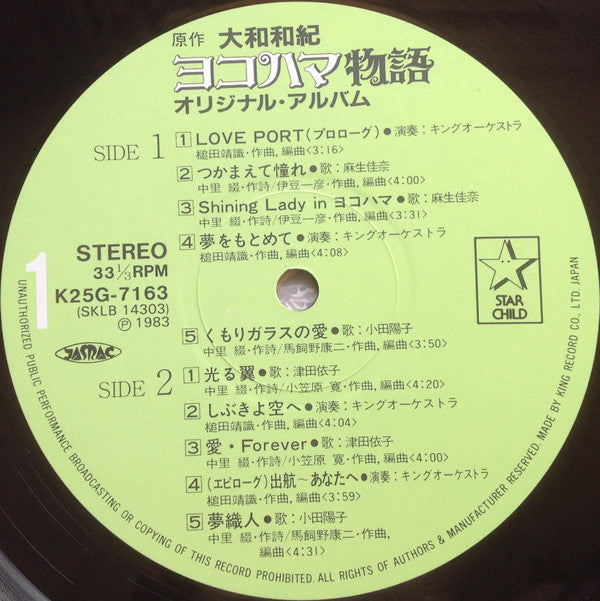 原作 大和和紀
ヨコハマ物語
オリジナル・アルバム
SIDE 1
1 LOVE PORT(プロローグ)●演奏:キングオーケストラ
槌田靖識・作曲,編曲<3:16>
2 つかまえて憧れ●歌:麻生佳奈
中里 綴・作詩/伊豆一彦・作曲,編曲<4:00>
3 Shining Lady in ヨコハマ●歌:麻生佳奈
中里 綴・作詩/伊豆一彦・作曲,編曲<3:31>
4 夢をもとめて●演奏:キングオーケストラ
槌田靖識・作曲,編曲<4:08>
5 くもりガラスの愛●歌:小田陽子
中里 綴・作詩/馬飼野康二・作曲,編曲<3:50>
SIDE 2
1 光る翼●歌:津田依子
中里 綴・作詩/小笠原 寛・作曲,編曲<4:20>
2 しぶきよ空へ●演奏:キングオーケストラ
槌田靖識・作曲,編曲<4:04>
3 愛・Forever●歌:津田依子
中里 綴・作詩/小笠原 寛・作曲,編曲<4:00>
4 (エピローグ)出航~あなたへ●演奏:キングオーケストラ
槌田靖識・作曲,編曲<3:59>
5 夢織人●歌:小田陽子
中里 綴・作詩/馬飼野康二・作曲,
編曲<4:31>
1
STEREO
33 1/3 RPM
K25G-7163
(SKLB 14303)
Ⓟ 1983
JASRAC
STAR
CHILD
UNAUTHORIZED PUBLIC PERFORMANCE BROADCASTING OR COPYING OF THIS RECORD PROHIBITED. ALL RIGHTS OF AUTHORS & MANUFACTURER RESERVED. MADE BY KING RECORD CO., LTD. JAPAN